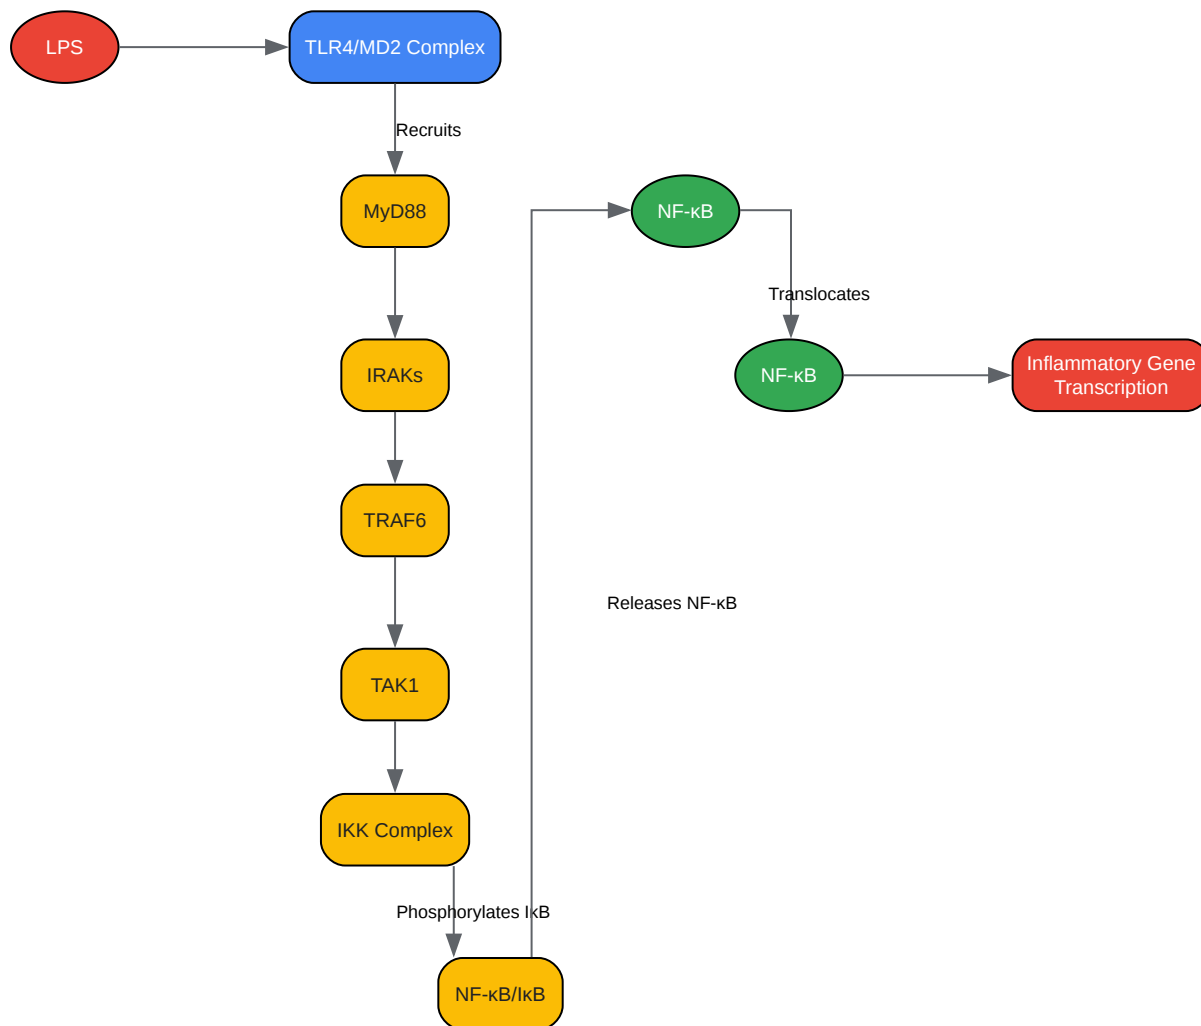 LPS
TLR4/MD2 Complex
Recruits
MyD88
NF-κB
Translocates
IRAKs
NF-κB
Inflammatory Gene
Transcription
TRAF6
Releases NF-κB
TAK1
IKK Complex
Phosphorylates IκB
NF-κB/IκB